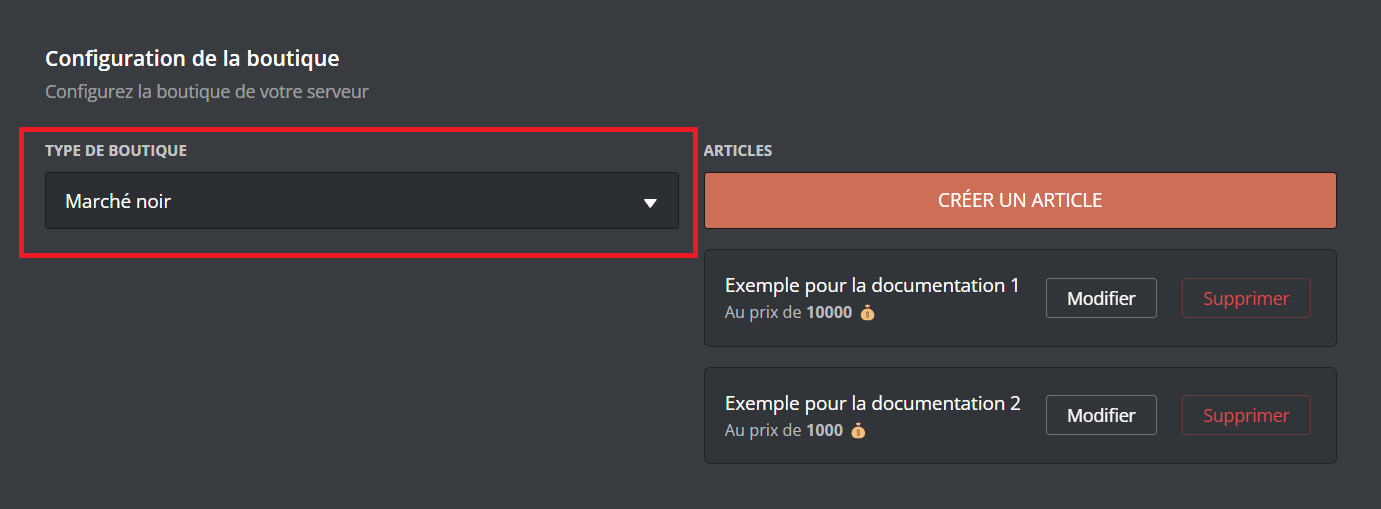 Configuration de la boutique
Configurez la boutique de votre serveur
TYPE DE BOUTIQUE
Marché noir
ARTICLES
CRÉER UN ARTICLE
Exemple pour la documentation 1
Au prix de 10000
Modifier
Supprimer
Exemple pour la documentation 2
Au prix de 1000
Modifier
Supprimer